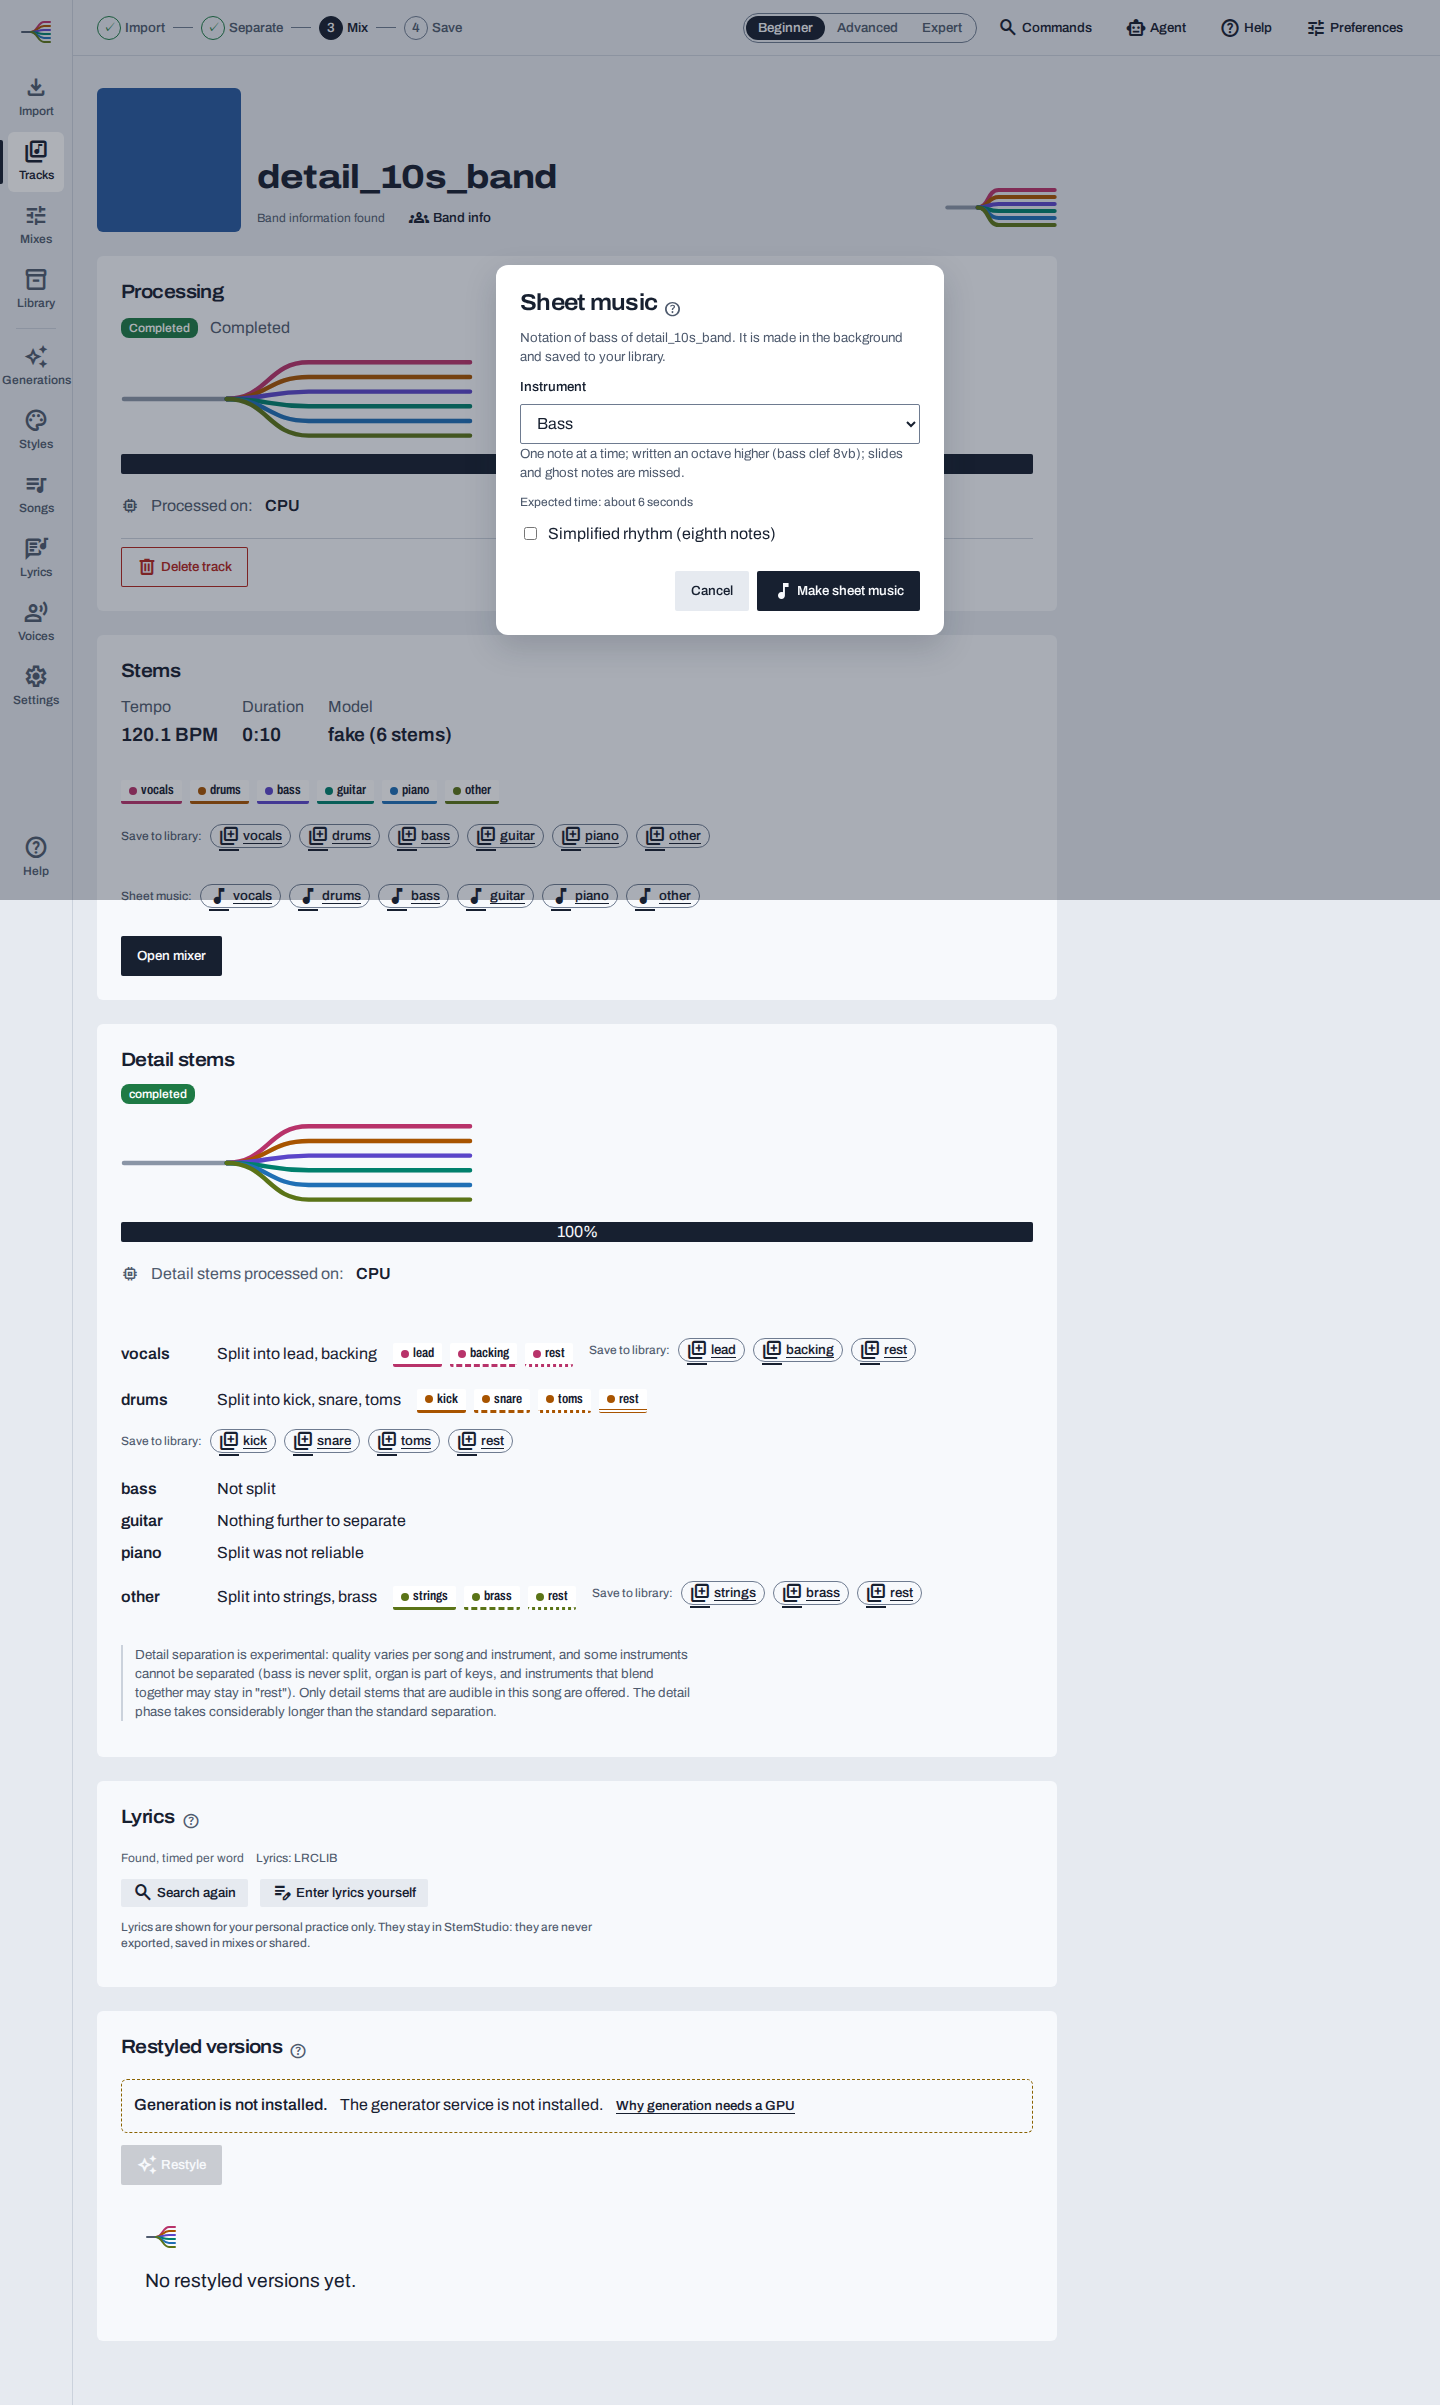 Import
Separate
3 Mix
4 Save
Beginner
Advanced
Expert
Commands
Agent
Help
Preferences
Import
Tracks
Mixes
Library
Generations
Styles
Songs
Lyrics
Voices
Settings
Help
detail_10s_band
Band information found
Band info
Processing
Completed
Completed
Processed on: CPU
Delete track
Sheet music
Notation of bass of detail_10s_band. It is made in the background
and saved to your library.
Instrument
Bass
One note at a time; written an octave higher (bass clef 8vb); slides
and ghost notes are missed.
Expected time: about 6 seconds
Simplified rhythm (eighth notes)
Cancel
Make sheet music
Stems
Tempo Duration Model
120.1 BPM 0:10 fake (6 stems)
vocals drums bass guitar piano other
Save to library: vocals drums bass guitar piano other
Sheet music: vocals drums bass guitar piano other
Open mixer
Detail stems
completed
100%
Detail stems processed on: CPU
vocals Split into lead, backing lead backing rest Save to library: lead backing rest
drums Split into kick, snare, toms kick snare toms rest
Save to library: kick snare toms rest
bass Not split
guitar Nothing further to separate
piano Split was not reliable
other Split into strings, brass strings brass rest Save to library: strings brass rest
Detail separation is experimental: quality varies per song and instrument, and some instruments
cannot be separated (bass is never split, organ is part of keys, and instruments that blend
together may stay in "rest"). Only detail stems that are audible in this song are offered. The detail
phase takes considerably longer than the standard separation.
Lyrics
Found, timed per word Lyrics: LRCLIB
Search again
Enter lyrics yourself
Lyrics are shown for your personal practice only. They stay in StemStudio: they are never
exported, saved in mixes or shared.
Restyled versions
Generation is not installed. The generator service is not installed. Why generation needs a GPU
Restyle
No restyled versions yet.